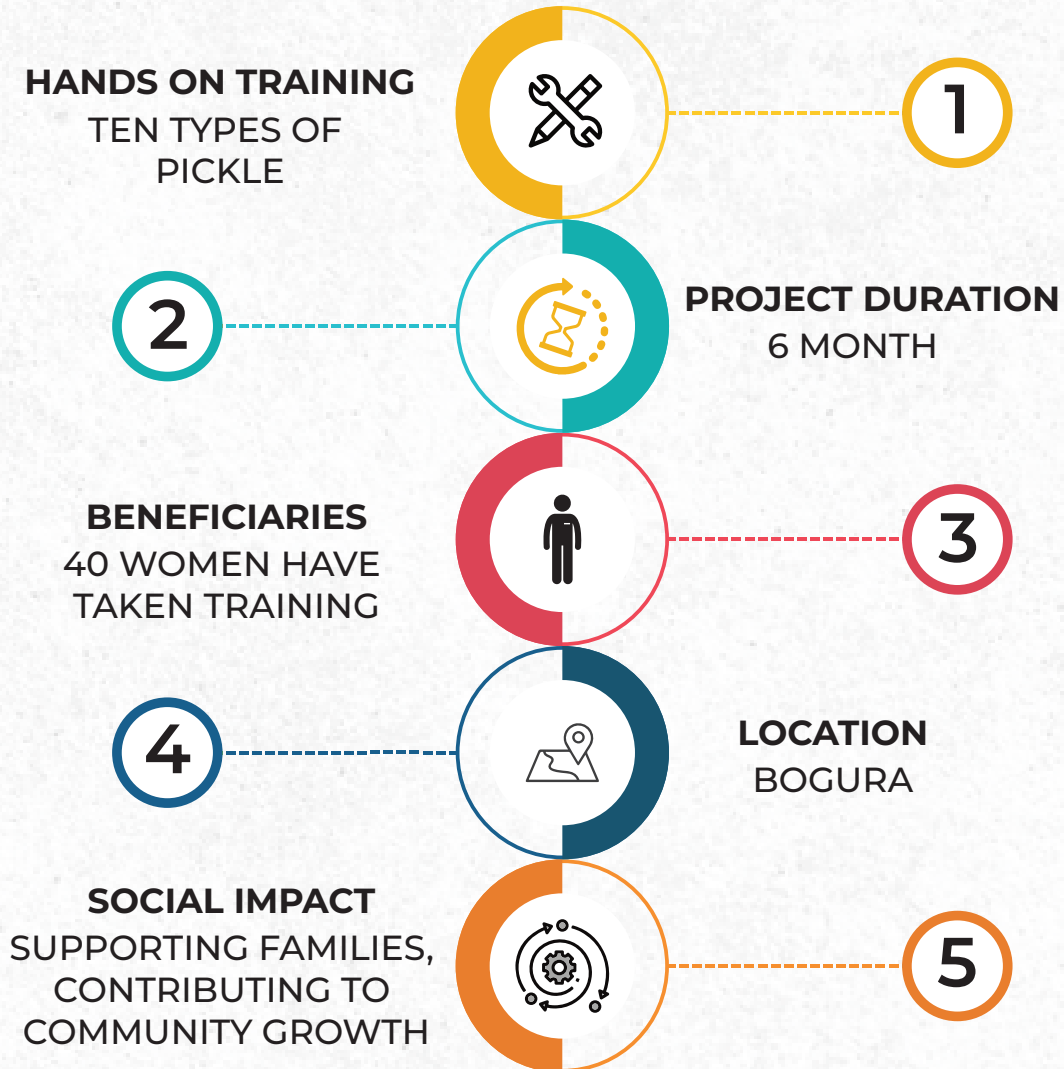 HANDS ON TRAINING
TEN TYPES OF
PICKLE
1
2
PROJECT DURATION
6 MONTH
BENEFICIARIES
40 WOMEN HAVE
TAKEN TRAINING
3
4
LOCATION
BOGURA
SOCIAL IMPACT
SUPPORTING FAMILIES,
CONTRIBUTING TO
COMMUNITY GROWTH
5